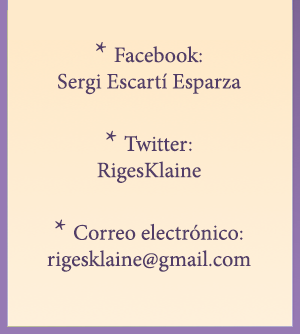 * Facebook:
Sergi Escartí Esparza
* Twitter:
RigesKlaine
* Correo electrónico:
rigesklaine@gmail.com